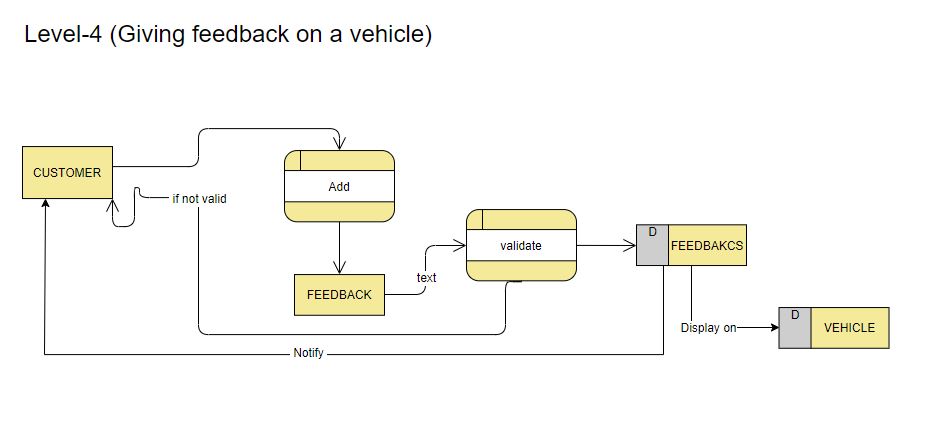 Level-4 (Giving feedback on a vehicle)
CUSTOMER
Add
if not valid
D
validate
FEEDBAKCS
text
FEEDBACK
D
Display on
VEHICLE
Notify